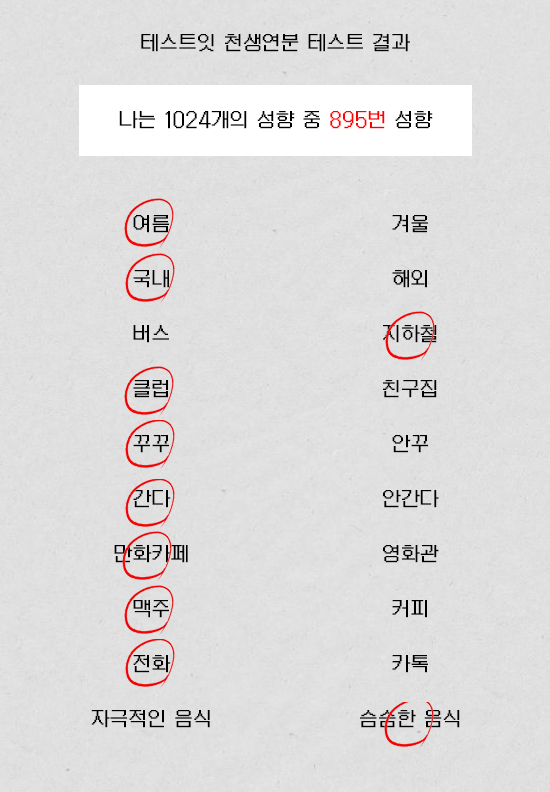 테스트잇 천생연분 테스트 결과
나는 1024개의 성향 중 895번 성향
여름 겨울
국내 해외
버스 지하철
클럽 친구집
꾸꾸 안꾸
간다 안간다
만화카페 영화관
맥주 커피
전화 카톡
자극적인 음식 슴슴한 음식